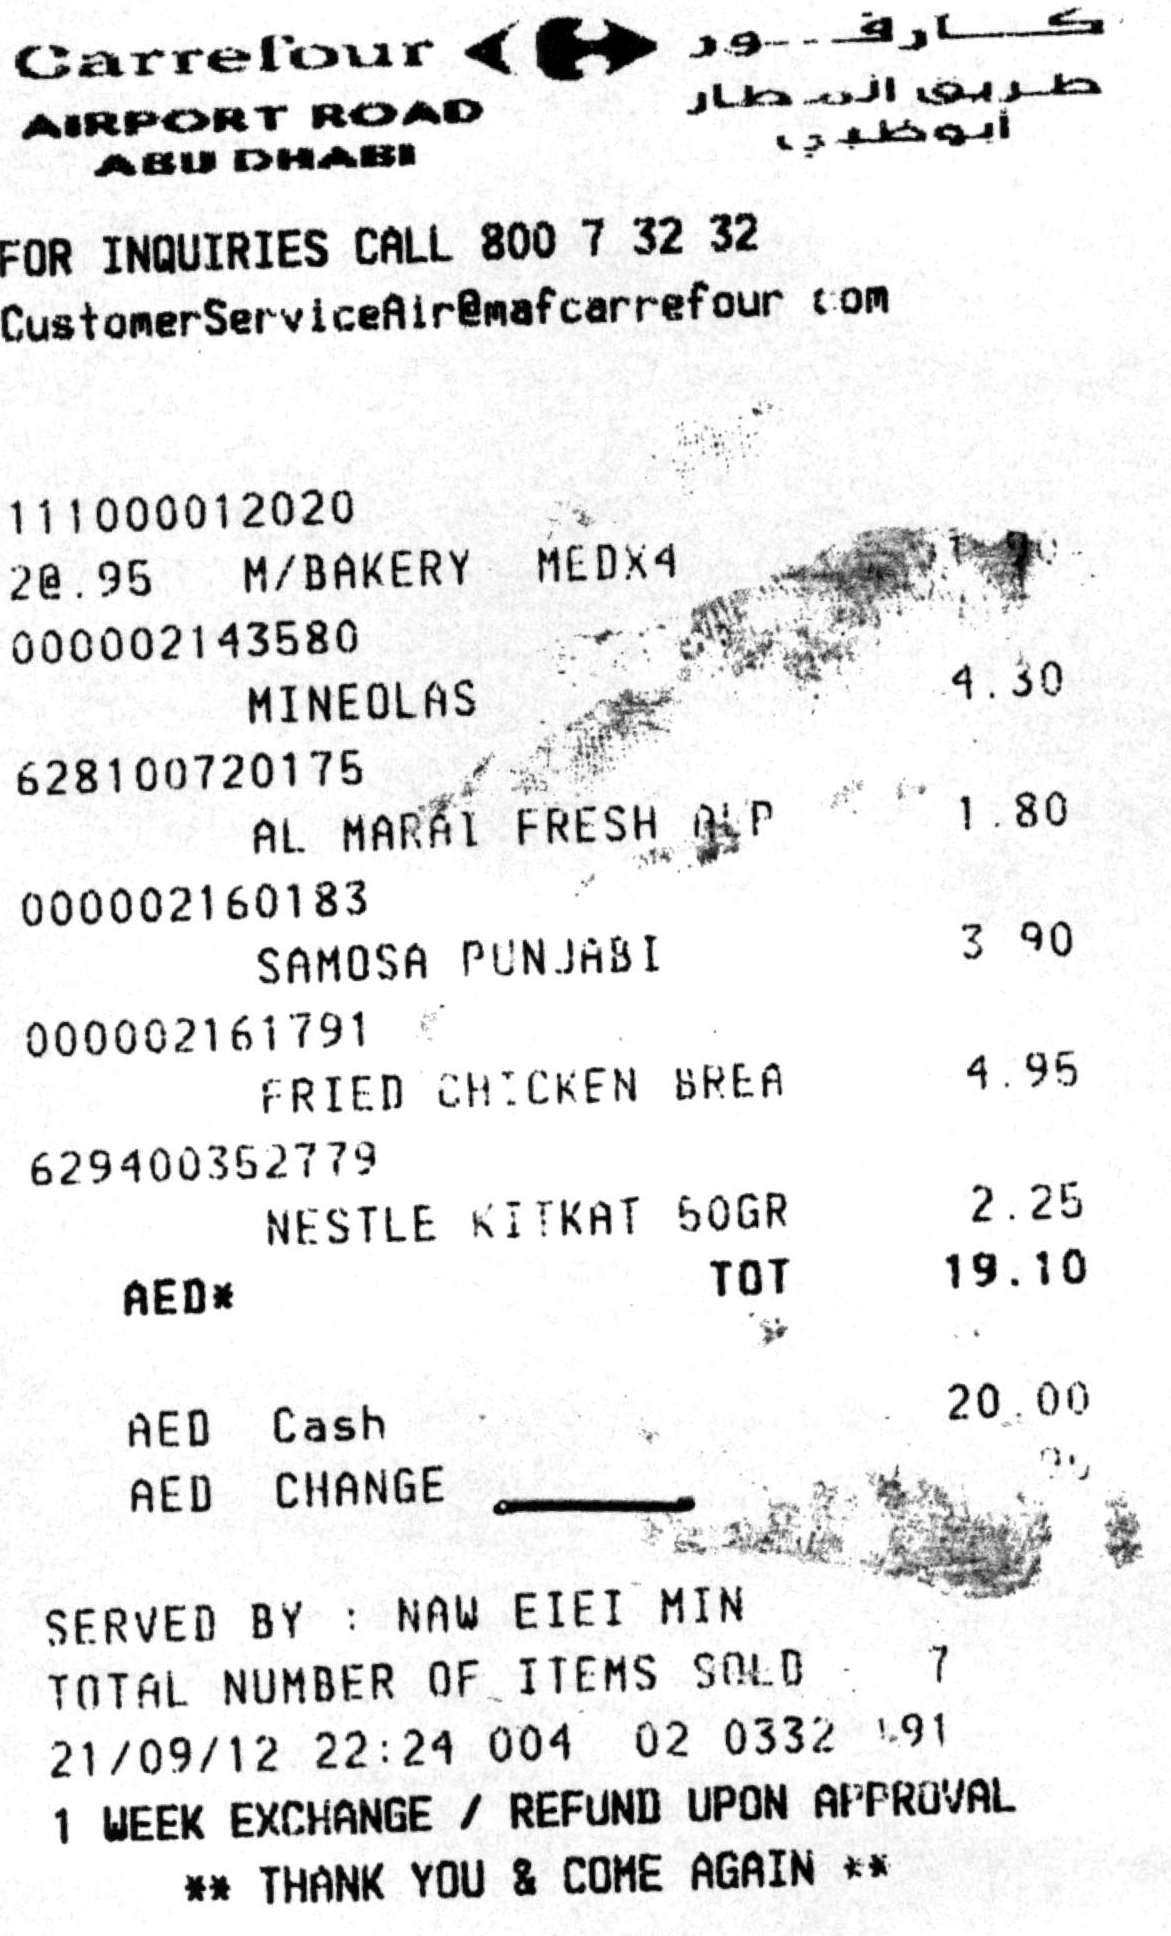 Carrefour كارفور
AIRPORT ROAD طريق المطار
ABU DHABI أبوظبي
FOR INQUIRIES CALL 800 7 32 32
CustomerServiceAir@mafcarrefour com
111000012020
2@.95 M/BAKERY MEDX4 1.90
000002143580
MINEOLAS 4.30
628100720175
AL MARAI FRESH 1.80
000002160183
SAMOSA PUNJABI 3 90
000002161791
FRIED CHICKEN BREA 4.95
629400352779
NESTLE KITKAT 50GR 2.25
AED* TOT 19.10
AED Cash 20.00
AED CHANGE
SERVED BY : NAW EIEI MIN
TOTAL NUMBER OF ITEMS SOLD 7
21/09/12 22:24 004 02 0332
1 WEEK EXCHANGE / REFUND UPON APPROVAL
** THANK YOU & COME AGAIN **